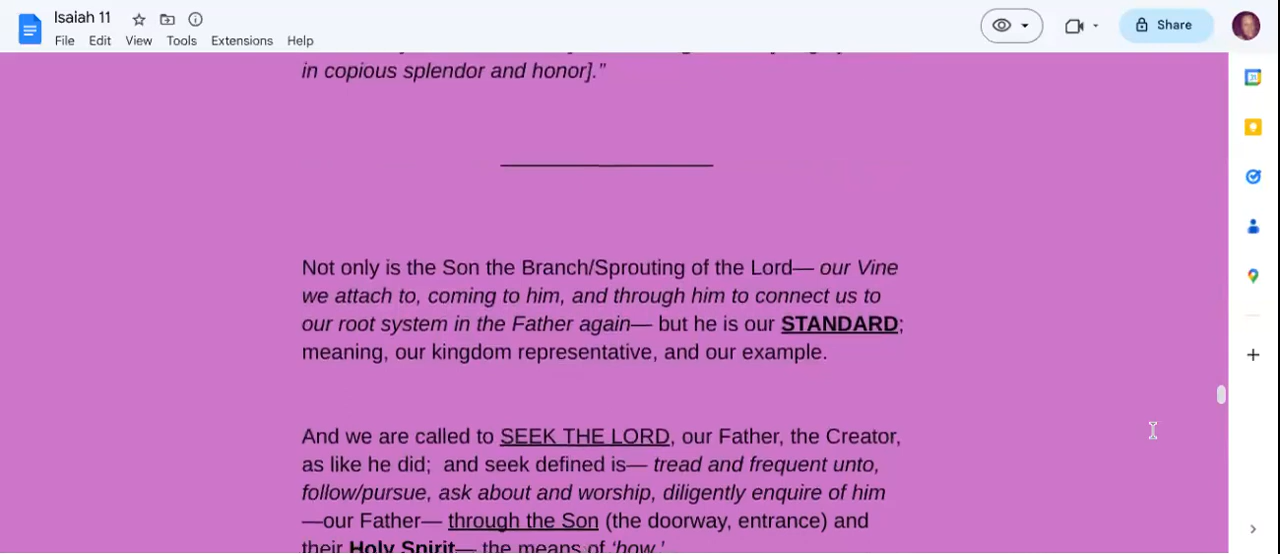 Isaiah 11
File Edit View Tools Extensions Help
Share
in copious splendor and honor].”
Not only is the Son the Branch/Sprouting of the Lord— our Vine
we attach to, coming to him, and through him to connect us to
our root system in the Father again— but he is our STANDARD;
meaning, our kingdom representative, and our example.
And we are called to SEEK THE LORD, our Father, the Creator,
as like he did; and seek defined is— tread and frequent unto,
follow/pursue, ask about and worship, diligently enquire of him
—our Father— through the Son (the doorway, entrance) and
their Holy Spirit— the means of ‘how.’